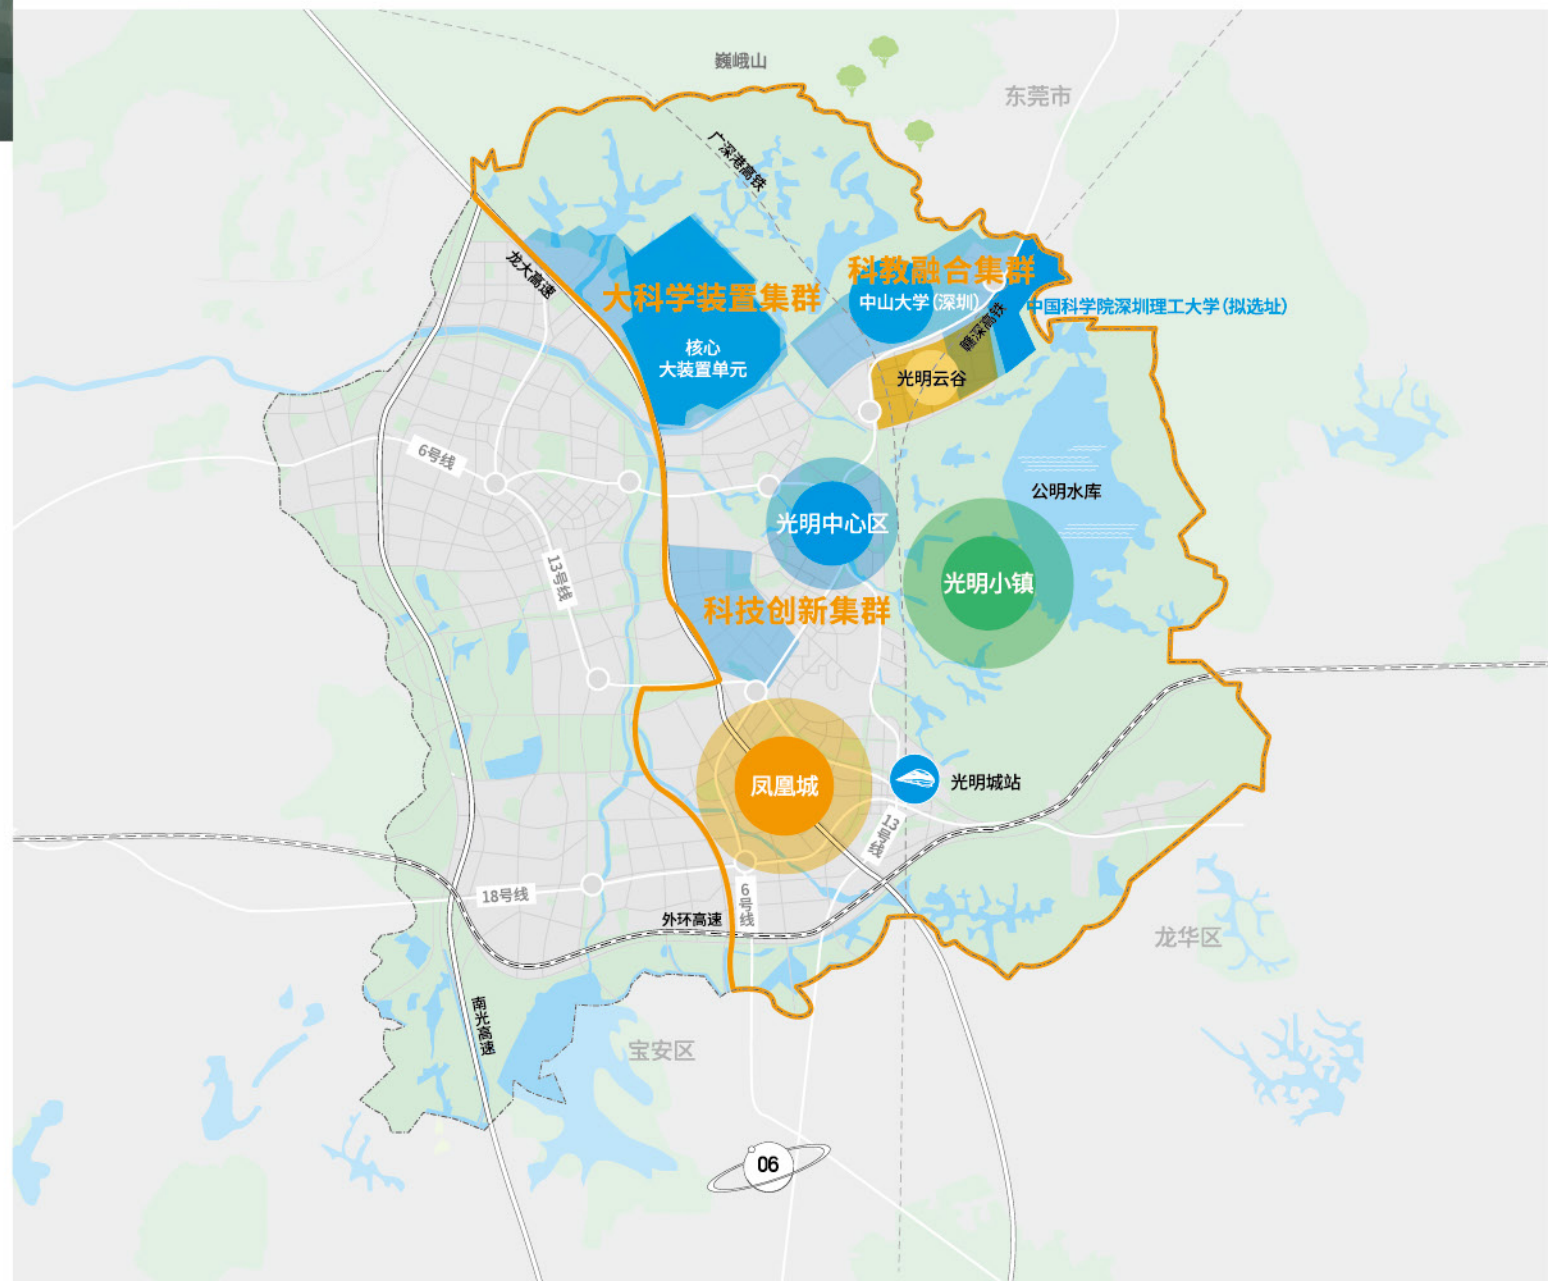 巍峨山
东莞市
广深港高铁
龙大高速
科教融合集群
大科学装置集群
中山大学(深圳)
中国科学院深圳理工大学(拟选址)
赣深高铁
核心
大装置单元
光明云谷
6号线
公明水库
光明中心区
13号线
光明小镇
科技创新集群
凤凰城
光明城站
13号线
18号线
6号线
外环高速
龙华区
南光高速
宝安区
06